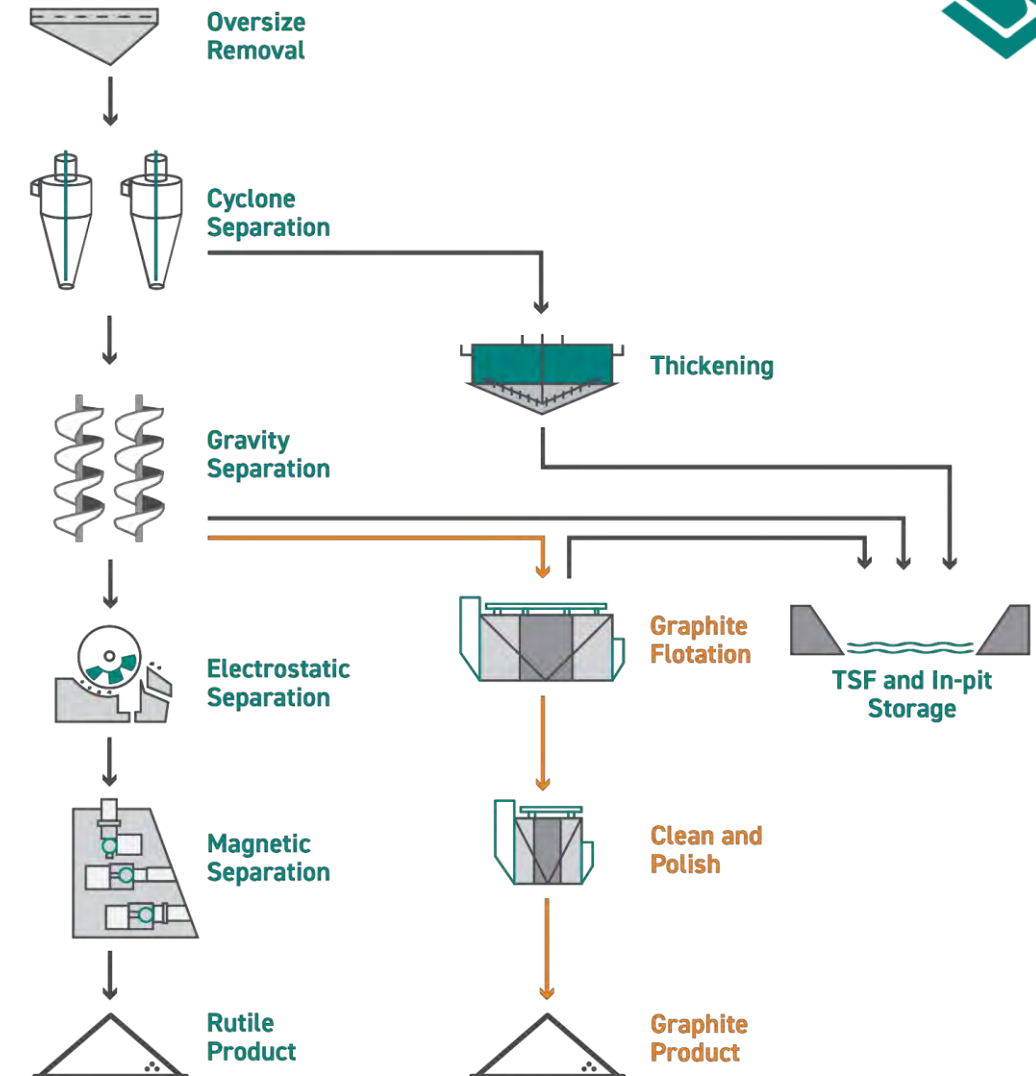 Oversize
Removal
Cyclone
Separation
Thickening
Gravity
Separation
Graphite
Flotation
Electrostatic
Separation
TSF and In-pit
Storage
Clean and
Polish
Magnetic
Separation
Rutile
Product
Graphite
Product